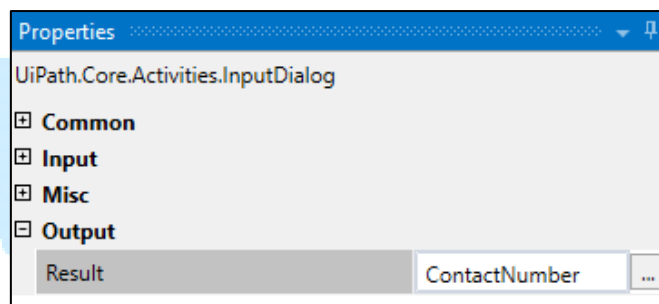 Properties
UiPath.Core.Activities.InputDialog
Common
Input
Misc
Output
Result ContactNumber ...